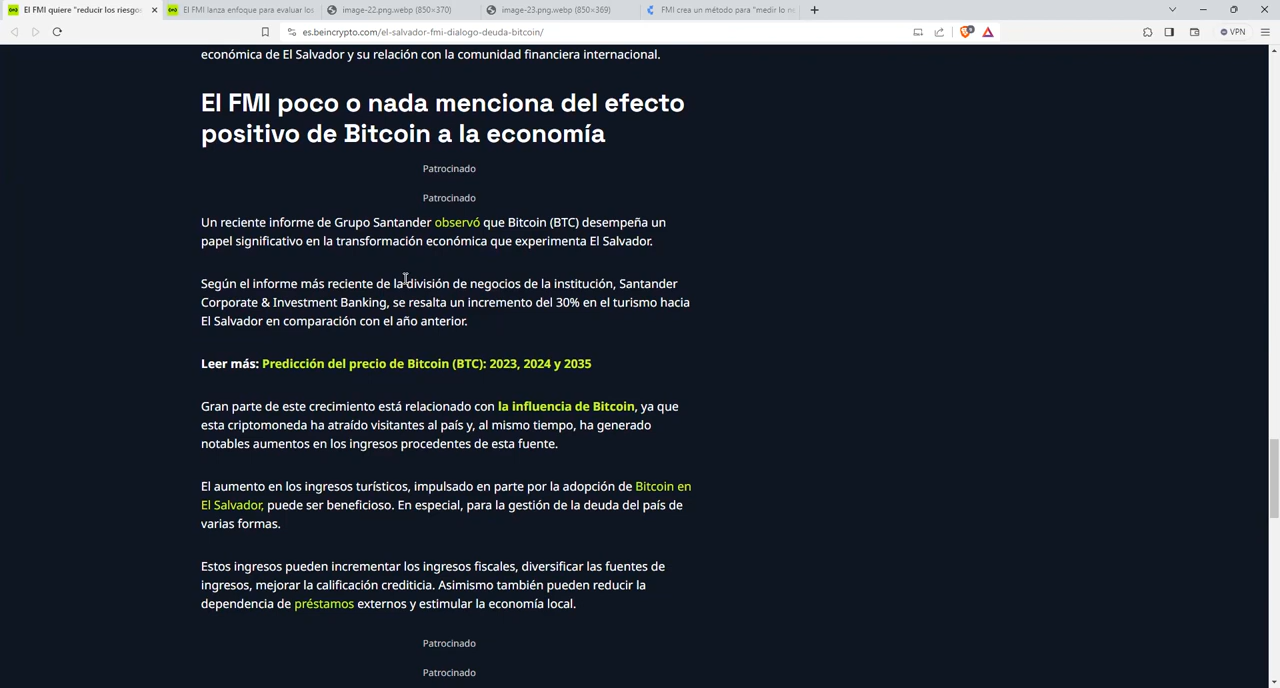 El FMI quiere "reducir los riesgos
El FMI lanza enfoque para evaluar los
image-22.png.webp (850×370)
image-23.png.webp (850×369)
FMI crea un método para "medir lo ne
es.beincrypto.com/el-salvador-fmi-dialogo-deuda-bitcoin/
VPN
económica de El Salvador y su relación con la comunidad financiera internacional.
El FMI poco o nada menciona del efecto
positivo de Bitcoin a la economía
Patrocinado
Patrocinado
Un reciente informe de Grupo Santander observó que Bitcoin (BTC) desempeña un
papel significativo en la transformación económica que experimenta El Salvador.
Según el informe más reciente de la división de negocios de la institución, Santander
Corporate & Investment Banking, se resalta un incremento del 30% en el turismo hacia
El Salvador en comparación con el año anterior.
Leer más: Predicción del precio de Bitcoin (BTC): 2023, 2024 y 2035
Gran parte de este crecimiento está relacionado con la influencia de Bitcoin, ya que
esta criptomoneda ha atraído visitantes al país y, al mismo tiempo, ha generado
notables aumentos en los ingresos procedentes de esta fuente.
El aumento en los ingresos turísticos, impulsado en parte por la adopción de Bitcoin en
El Salvador, puede ser beneficioso. En especial, para la gestión de la deuda del país de
varias formas.
Estos ingresos pueden incrementar los ingresos fiscales, diversificar las fuentes de
ingresos, mejorar la calificación crediticia. Asimismo también pueden reducir la
dependencia de préstamos externos y estimular la economía local.
Patrocinado
Patrocinado